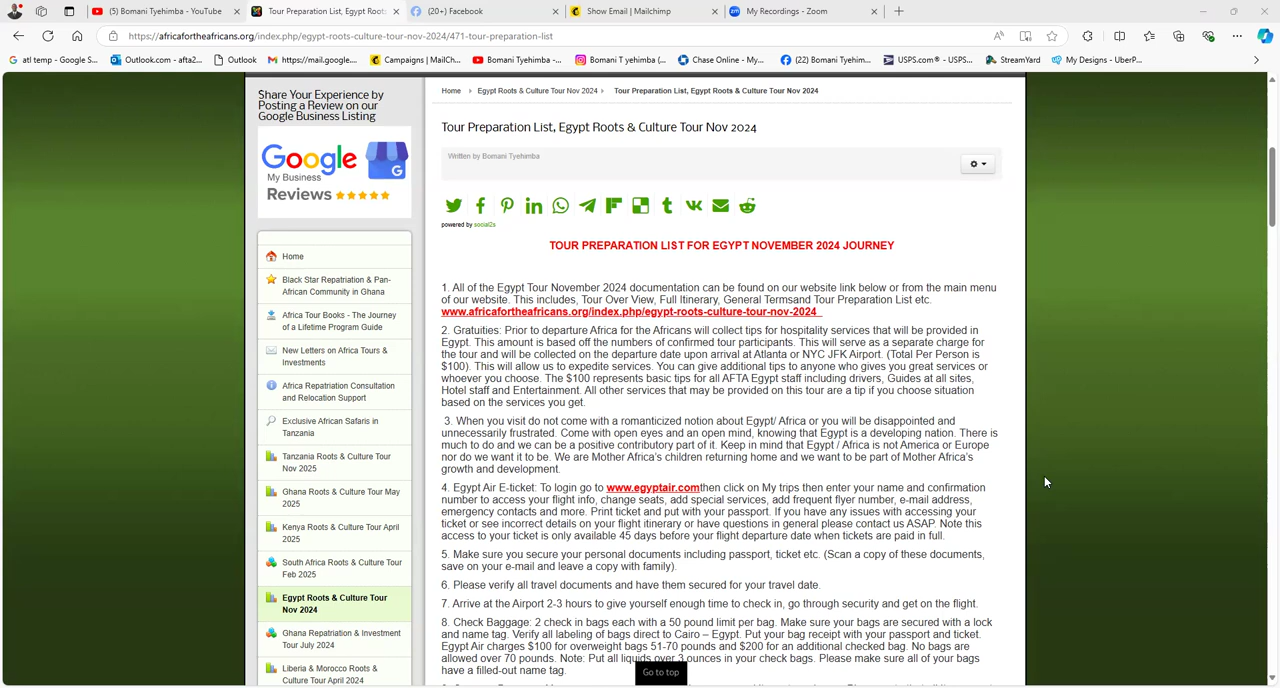 (5) Bomani Tyehimba - YouTube
Tour Preparation List, Egypt Roots
(20+) Facebook
Show Email | Mailchimp
My Recordings - Zoom
https://africafortheafricans.org/index.php/egypt-roots-culture-tour-nov-2024/471-tour-preparation-list
atl temp - Google S...
Outlook.com - afta2...
Outlook
https://mail.google....
Campaigns | MailCh...
Bomani Tyehimba -...
Bomani T yehimba (...
Chase Online - My...
(22) Bomani Tyehim...
USPS.com® - USPS...
StreamYard
My Designs - UberP...
Share Your Experience by
Posting a Review on our
Google Business Listing
Google
My Business
Reviews
Home
Black Star Repatriation & Pan-
African Community in Ghana
Africa Tour Books - The Journey
of a Lifetime Program Guide
New Letters on Africa Tours &
Investments
Africa Repatriation Consultation
and Relocation Support
Exclusive African Safaris in
Tanzania
Tanzania Roots & Culture Tour
Nov 2025
Ghana Roots & Culture Tour May
2025
Kenya Roots & Culture Tour April
2025
South Africa Roots & Culture Tour
Feb 2025
Egypt Roots & Culture Tour
Nov 2024
Ghana Repatriation & Investment
Tour July 2024
Liberia & Morocco Roots &
Culture Tour April 2024
Home
Egypt Roots & Culture Tour Nov 2024
Tour Preparation List, Egypt Roots & Culture Tour Nov 2024
Tour Preparation List, Egypt Roots & Culture Tour Nov 2024
Written by Bomani Tyehimba
powered by social2s
TOUR PREPARATION LIST FOR EGYPT NOVEMBER 2024 JOURNEY
1. All of the Egypt Tour November 2024 documentation can be found on our website link below or from the main menu
of our website. This includes, Tour Over View, Full Itinerary, General Termsand Tour Preparation List etc.
www.africafortheafricans.org/index.php/egypt-roots-culture-tour-nov-2024
2. Gratuities: Prior to departure Africa for the Africans will collect tips for hospitality services that will be provided in
Egypt. This amount is based off the numbers of confirmed tour participants. This will serve as a separate charge for
the tour and will be collected on the departure date upon arrival at Atlanta or NYC JFK Airport. (Total Per Person is
$100). This will allow us to expedite services. You can give additional tips to anyone who gives you great services or
whoever you choose. The $100 represents basic tips for all AFTA Egypt staff including drivers, Guides at all sites,
Hotel staff and Entertainment. All other services that may be provided on this tour are a tip if you choose situation
based on the services you get.
3. When you visit do not come with a romanticized notion about Egypt/ Africa or you will be disappointed and
unnecessarily frustrated. Come with open eyes and an open mind, knowing that Egypt is a developing nation. There is
much to do and we can be a positive contributory part of it. Keep in mind that Egypt / Africa is not America or Europe
nor do we want it to be. We are Mother Africa's children returning home and we want to be part of Mother Africa's
growth and development.
4. Egypt Air E-ticket: To login go to www.egyptair.comthen click on My trips then enter your name and confirmation
number to access your flight info, change seats, add special services, add frequent flyer number, e-mail address,
emergency contacts and more. Print ticket and put with your passport. If you have any issues with accessing your
ticket or see incorrect details on your flight itinerary or have questions in general please contact us ASAP. Note this
access to your ticket is only available 45 days before your flight departure date when tickets are paid in full.
5. Make sure you secure your personal documents including passport, ticket etc. (Scan a copy of these documents,
save on your e-mail and leave a copy with family).
6. Please verify all travel documents and have them secured for your travel date.
7. Arrive at the Airport 2-3 hours to give yourself enough time to check in, go through security and get on the flight.
8. Check Baggage: 2 check in bags each with a 50 pound limit per bag. Make sure your bags are secured with a lock
and name tag. Verify all labeling of bags direct to Cairo – Egypt. Put your bag receipt with your passport and ticket.
Egypt Air charges $100 for overweight bags 51-70 pounds and $200 for an additional checked bag. No bags are
allowed over 70 pounds. Note: Put all liquids over 3 ounces in your check bags. Please make sure all of your bags
have a filled-out name tag.
Go to top